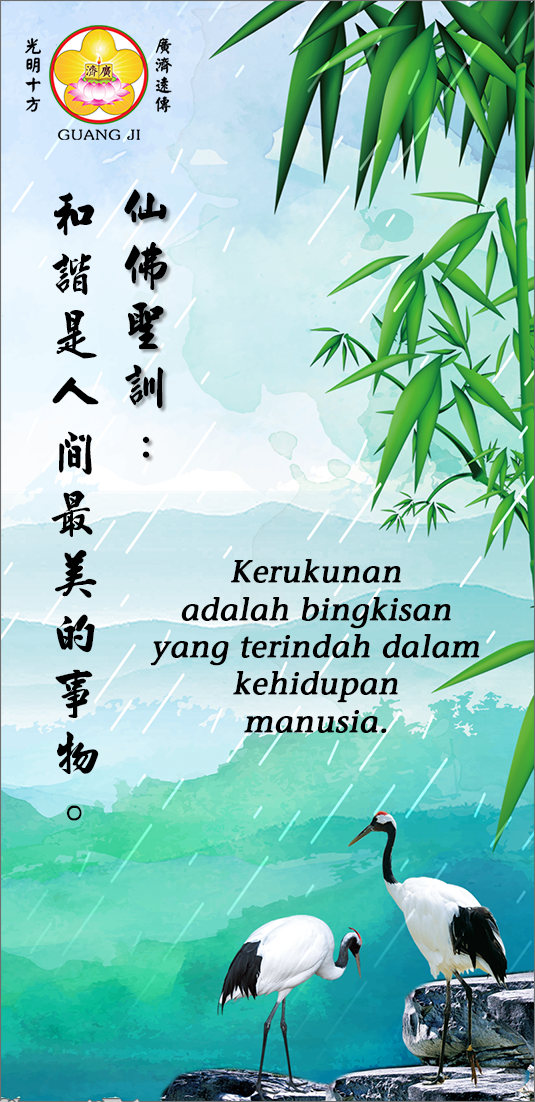 廣濟遠傳
光明十方
濟廣
GUANG JI
仙佛聖訓：
和諧是人間最美的事物。
Kerukunan
adalah bingkisan
yang terindah dalam
kehidupan
manusia.